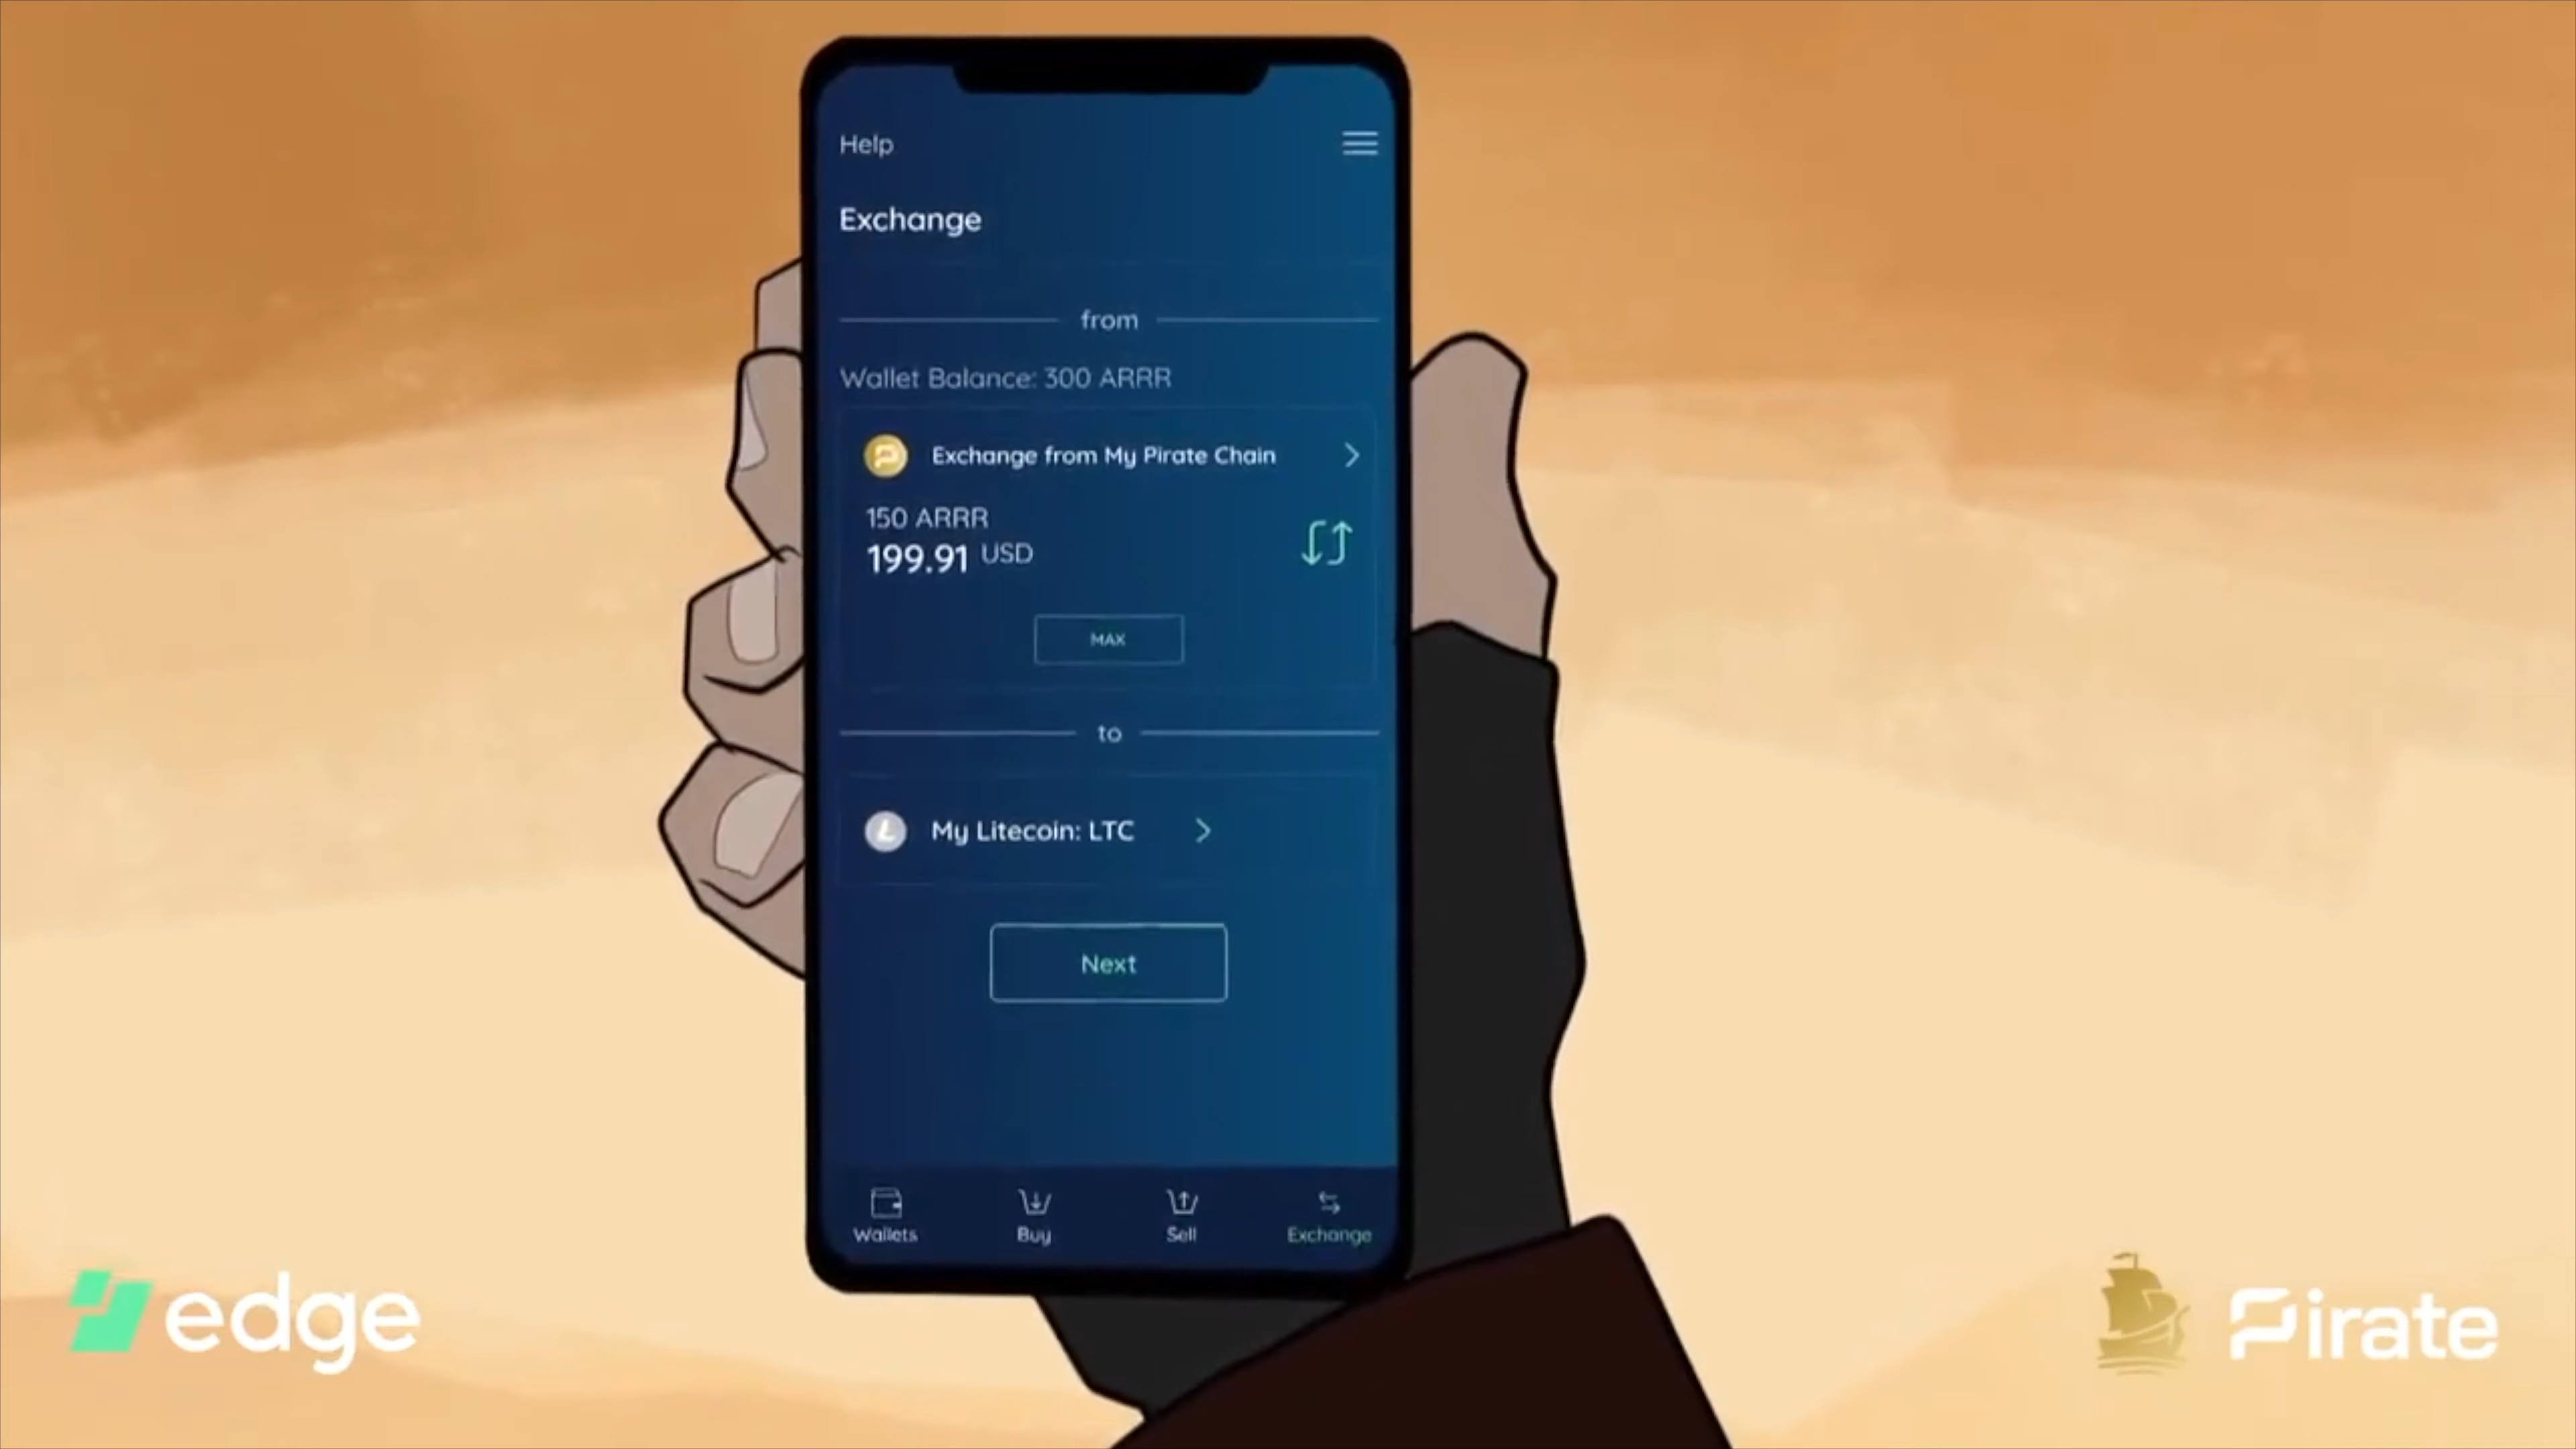 Help
Exchange
from
Wallet Balance: 300 ARRR
Exchange from My Pirate Chain
150 ARRR
199.91 USD
MAX
to
My Litecoin: LTC
Next
Wallets
Buy
Sell
Exchange
edge
Pirate